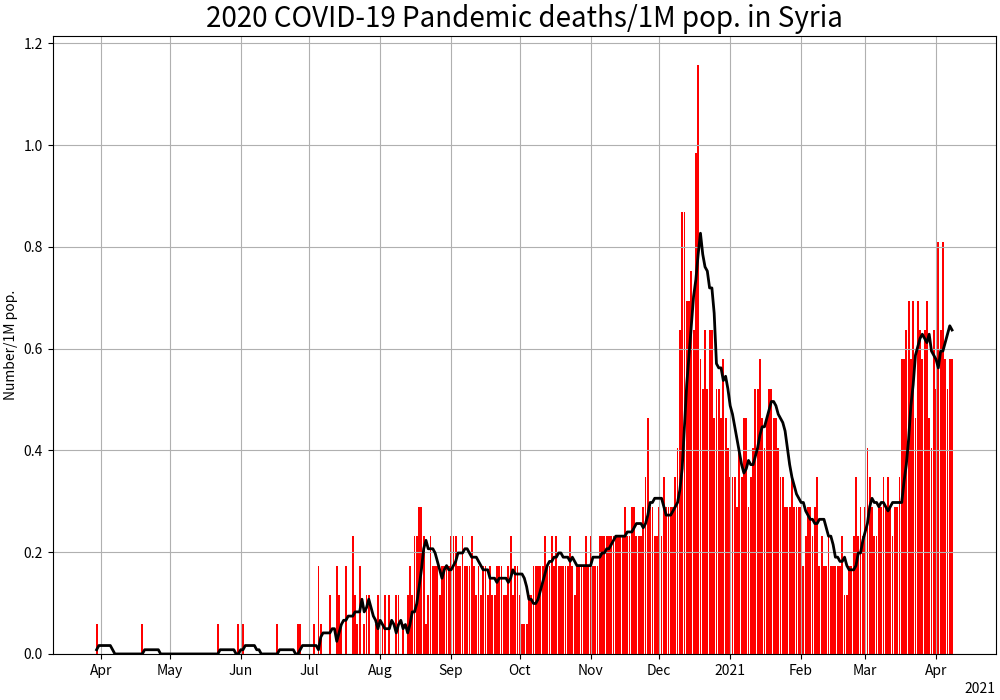 2020 COVID-19 Pandemic deaths/1M pop. in Syria
Number/1M pop.
1.2
1.0
0.8
0.6
0.4
0.2
0.0
Apr May Jun Jul Aug Sep Oct Nov Dec 2021 Feb Mar Apr
2021